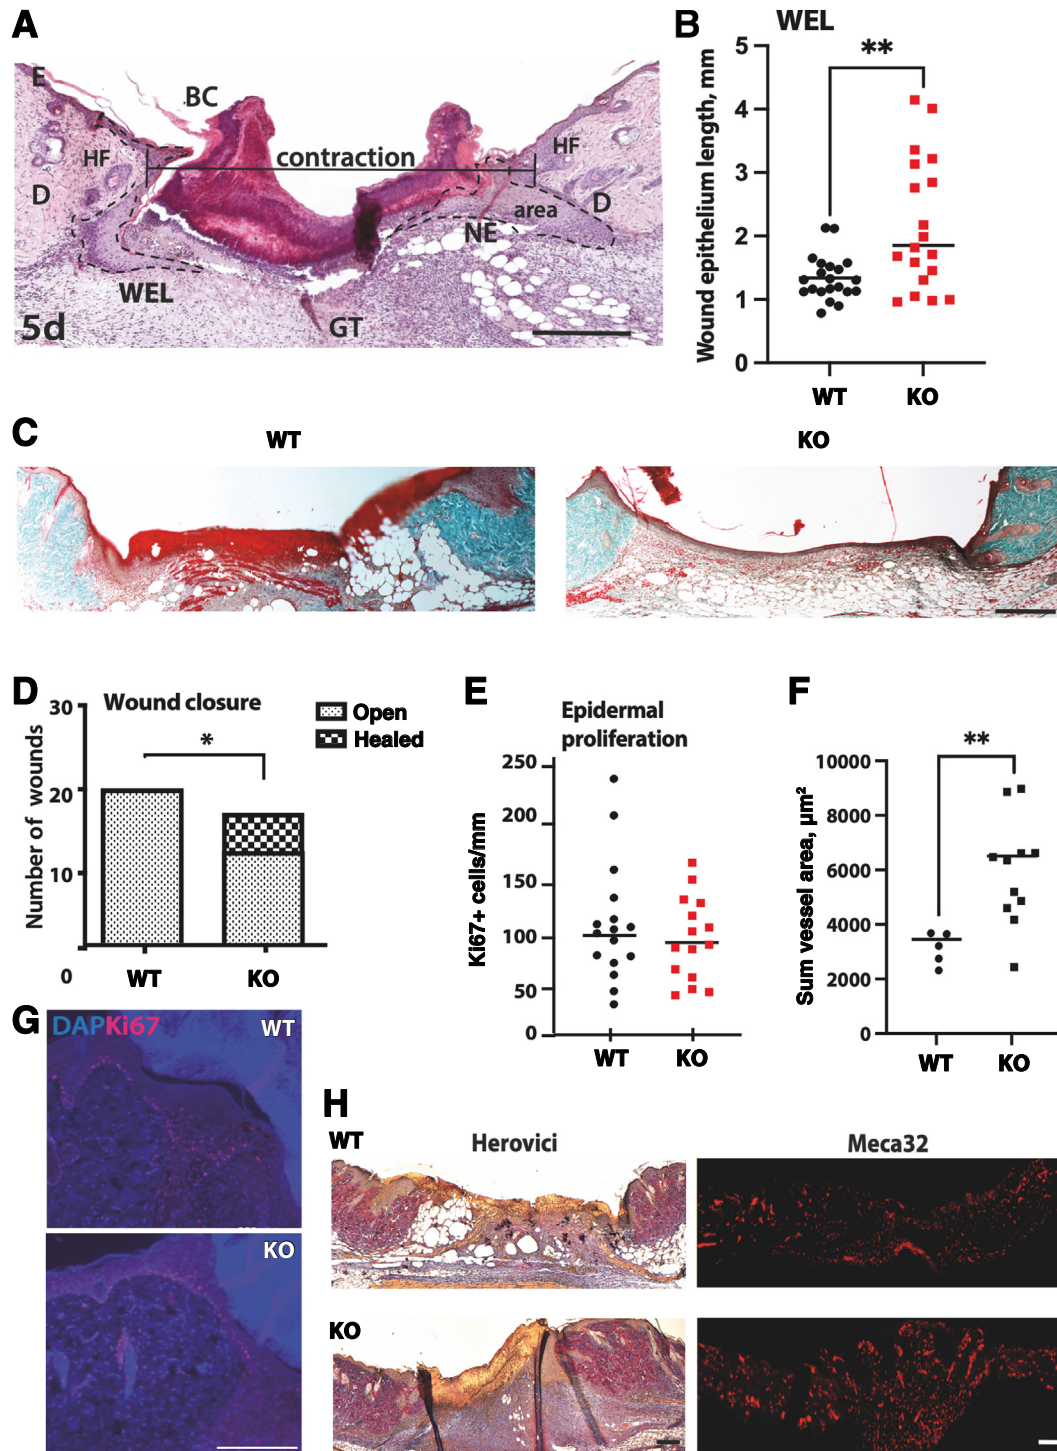 A
E
BC
HF
contraction
HF
D
area
D
NE
WEL
GT
5d
B
WEL
**
Wound epithelium length, mm
5
4
3
2
1
0
WT
KO
C
WT
KO
D
Wound closure
Number of wounds
30
20
10
0
*
Open
Healed
WT
KO
E
Epidermal
proliferation
Ki67+ cells/mm
250
200
150
100
50
0
WT
KO
F
**
Sum vessel area, µm²
10000
8000
6000
4000
2000
0
WT
KO
G
DAPKi67
WT
KO
H
WT
Herovici
Meca32
KO